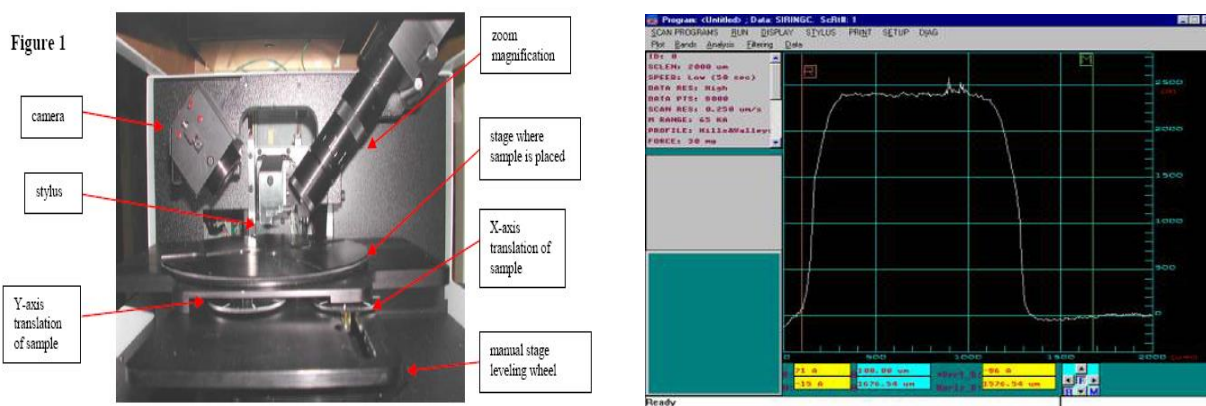 Figure 1
camera
stylus
Y-axis
translation
of sample
zoom
magnification
stage where
sample is placed
X-axis
translation of
sample
manual stage
leveling wheel
Program: <Untitled> ; Data: SIRINGC. ScRt#: 1
SCAN PROGRAMS RUN DISPLAY STYLUS PRINT SETUP DIAG
Plot Bands Analysis Filtering Data
ID: 0
SCLEN: 2000 um
SPEED: Low (50 sec)
DATA RES: High
DATA PTS: 8000
SCAN RES: 0.250 um/s
M RANGE: 65 KA
PROFILE: Hills&Valleys
FORCE: 30 mg
R
M
2500
2000
1500
1000
500
0
0 500 1000 1500 2000
71 A 100.00 um -86 A
-15 A 1676.54 um 1576.54 um
Ready